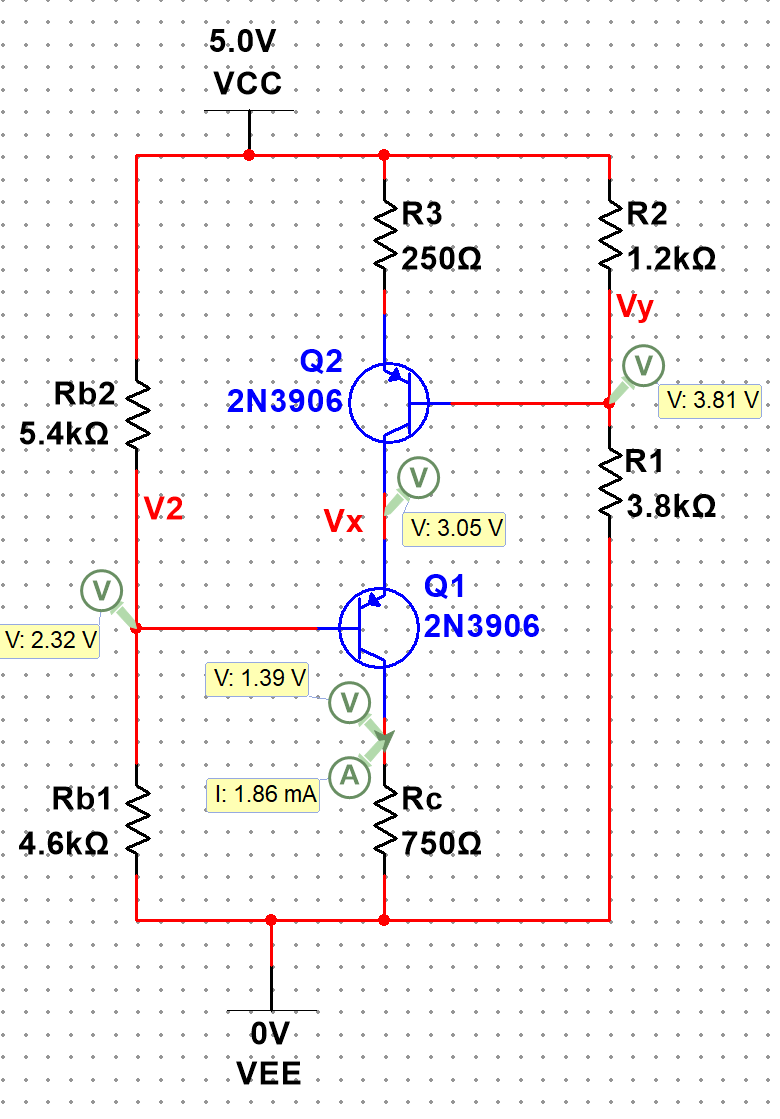 5.0V
VCC
R3
250Ω
R2
1.2kΩ
Vy
Q2
2N3906
V
V: 3.81 V
Rb2
5.4kΩ
R1
3.8kΩ
V2
Vx
V
V: 3.05 V
V
V: 2.32 V
Q1
2N3906
V: 1.39 V
V
A
I: 1.86 mA
Rb1
4.6kΩ
Rc
750Ω
0V
VEE